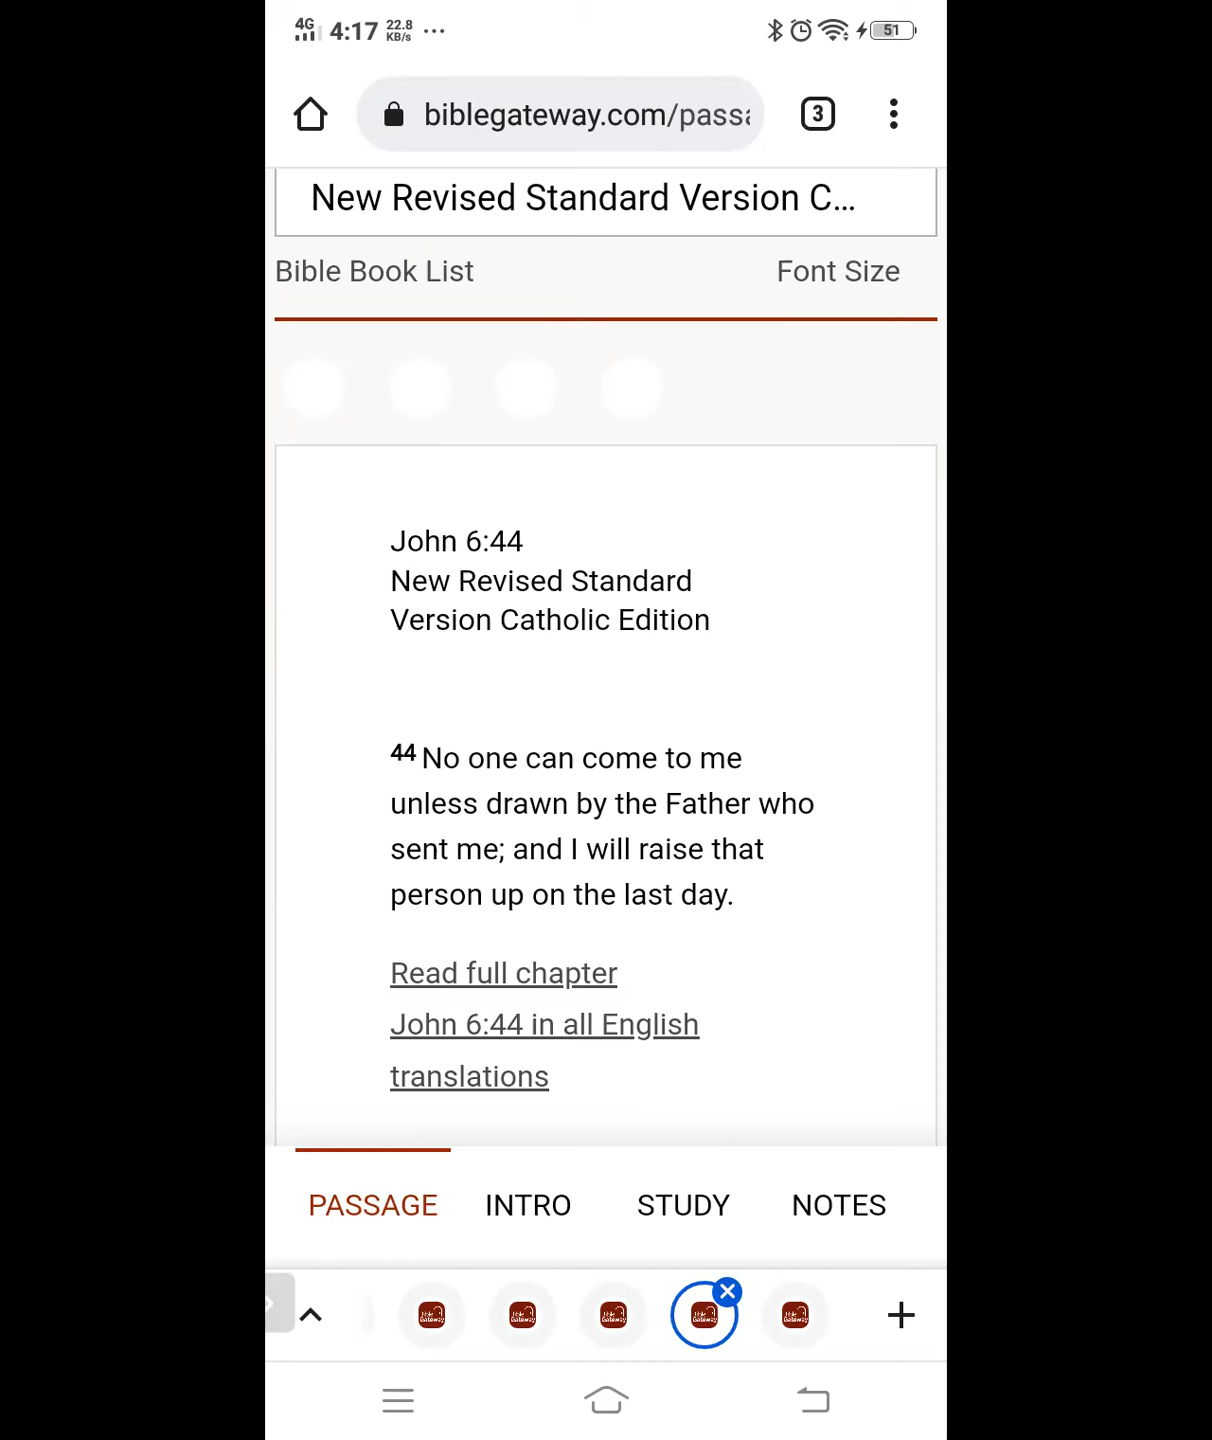 4G 4:17 22.8 KB/s ... 51
biblegateway.com/passa
3
New Revised Standard Version C...
Bible Book List Font Size
John 6:44
New Revised Standard
Version Catholic Edition
44 No one can come to me
unless drawn by the Father who
sent me; and I will raise that
person up on the last day.
Read full chapter
John 6:44 in all English
translations
PASSAGE INTRO STUDY NOTES